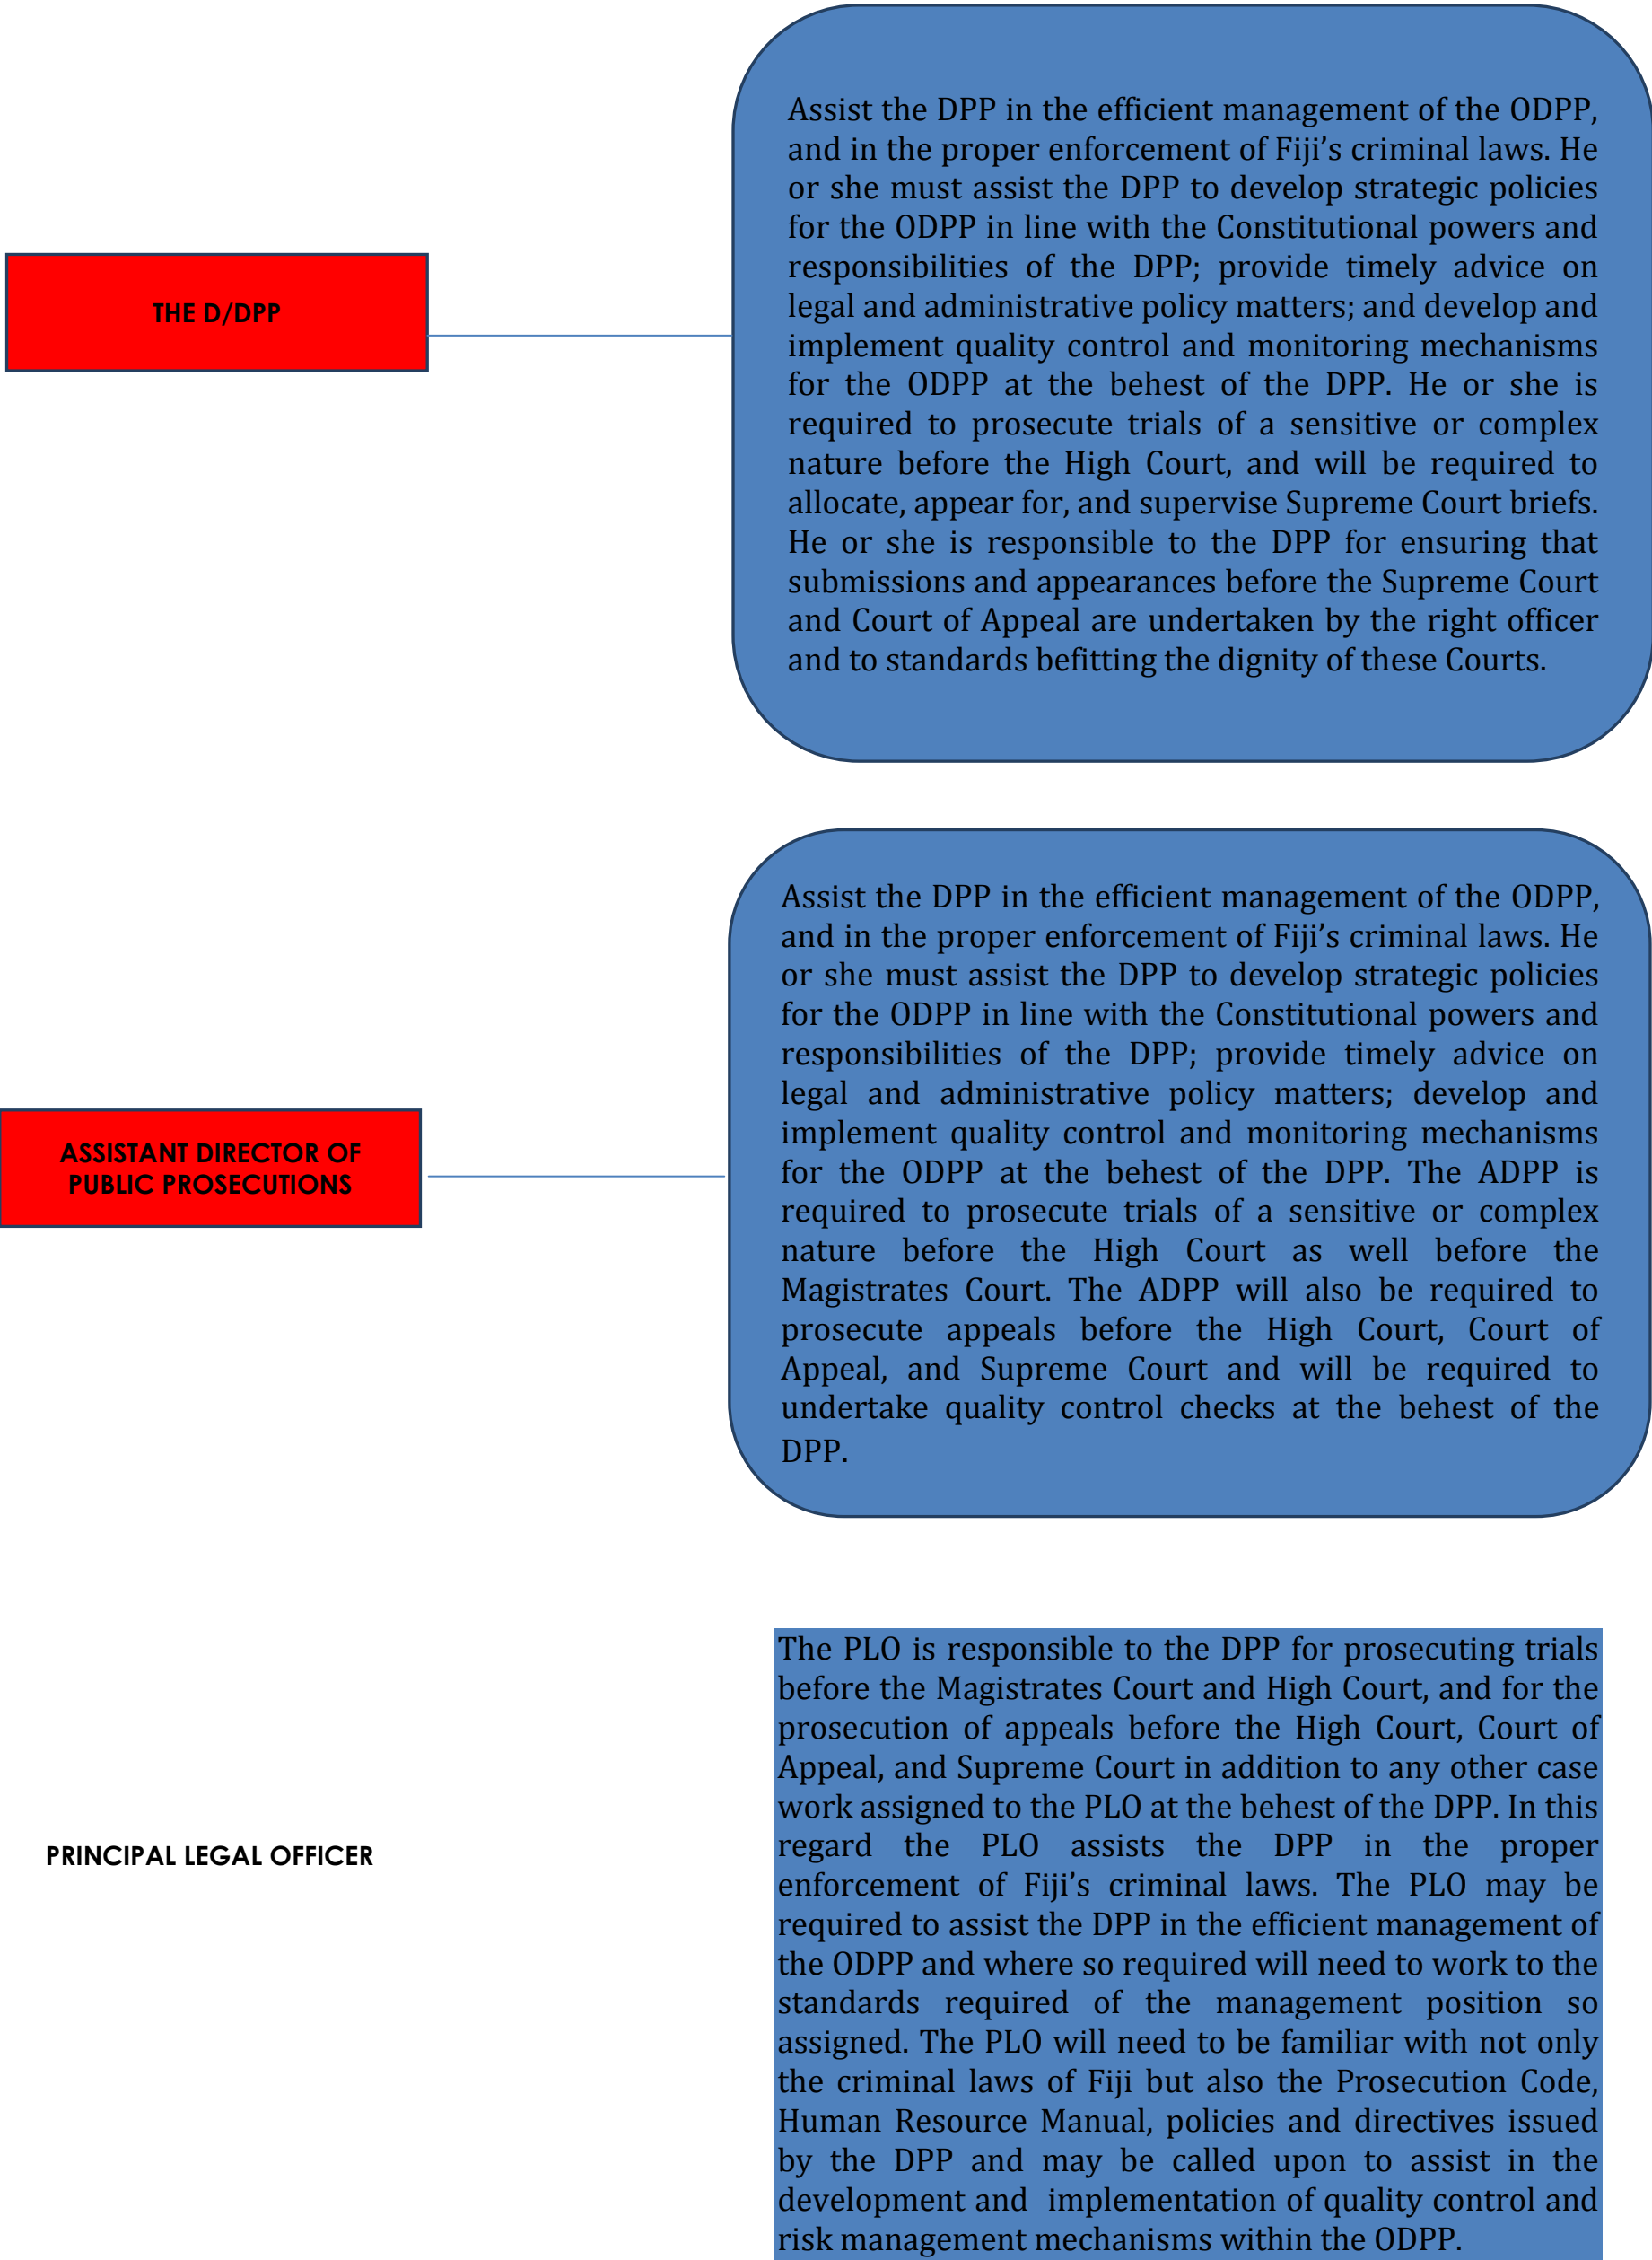 THE D/DPP
Assist the DPP in the efficient management of the ODPP,
and in the proper enforcement of Fiji’s criminal laws. He
or she must assist the DPP to develop strategic policies
for the ODPP in line with the Constitutional powers and
responsibilities of the DPP; provide timely advice on
legal and administrative policy matters; and develop and
implement quality control and monitoring mechanisms
for the ODPP at the behest of the DPP. He or she is
required to prosecute trials of a sensitive or complex
nature before the High Court, and will be required to
allocate, appear for, and supervise Supreme Court briefs.
He or she is responsible to the DPP for ensuring that
submissions and appearances before the Supreme Court
and Court of Appeal are undertaken by the right officer
and to standards befitting the dignity of these Courts.
ASSISTANT DIRECTOR OF
PUBLIC PROSECUTIONS
Assist the DPP in the efficient management of the ODPP,
and in the proper enforcement of Fiji’s criminal laws. He
or she must assist the DPP to develop strategic policies
for the ODPP in line with the Constitutional powers and
responsibilities of the DPP; provide timely advice on
legal and administrative policy matters; develop and
implement quality control and monitoring mechanisms
for the ODPP at the behest of the DPP. The ADPP is
required to prosecute trials of a sensitive or complex
nature before the High Court as well before the
Magistrates Court. The ADPP will also be required to
prosecute appeals before the High Court, Court of
Appeal, and Supreme Court and will be required to
undertake quality control checks at the behest of the
DPP.
PRINCIPAL LEGAL OFFICER
The PLO is responsible to the DPP for prosecuting trials
before the Magistrates Court and High Court, and for the
prosecution of appeals before the High Court, Court of
Appeal, and Supreme Court in addition to any other case
work assigned to the PLO at the behest of the DPP. In this
regard the PLO assists the DPP in the proper
enforcement of Fiji’s criminal laws. The PLO may be
required to assist the DPP in the efficient management of
the ODPP and where so required will need to work to the
standards required of the management position so
assigned. The PLO will need to be familiar with not only
the criminal laws of Fiji but also the Prosecution Code,
Human Resource Manual, policies and directives issued
by the DPP and may be called upon to assist in the
development and implementation of quality control and
risk management mechanisms within the ODPP.